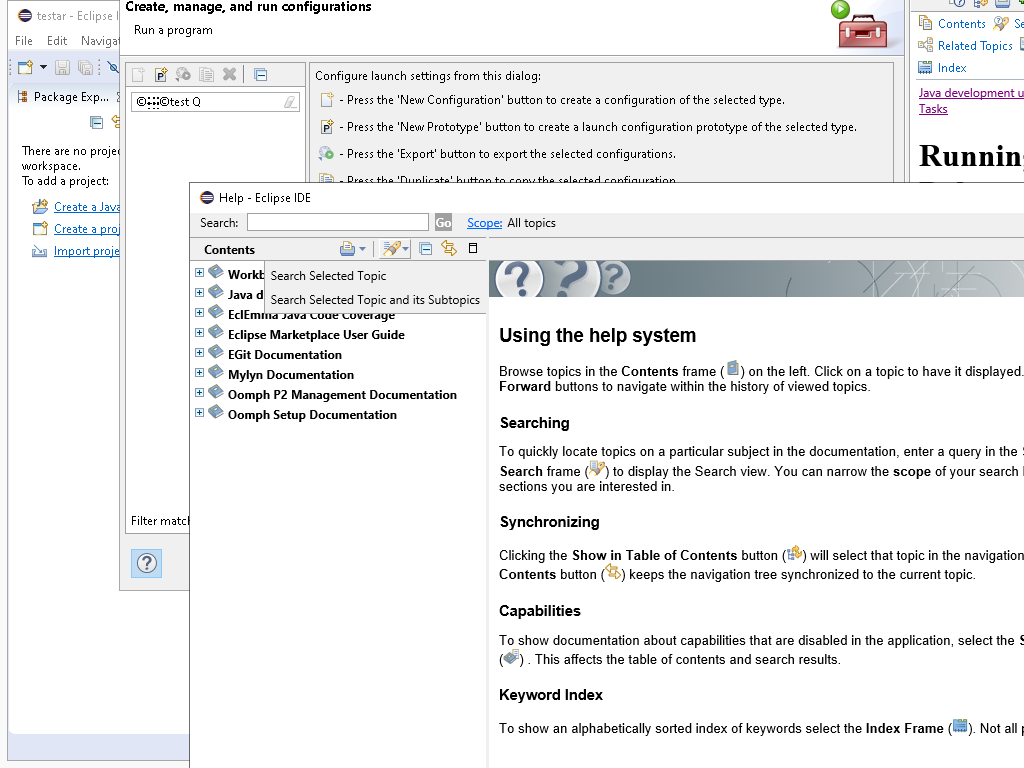 testar - Eclipse I
File Edit Naviga
Package Exp...
There are no proje
workspace.
To add a project:
Create a Java
Create a proj
Import proje
Create, manage, and run configurations
Run a program
test Q
Filter match
Configure launch settings from this dialog:
- Press the 'New Configuration' button to create a configuration of the selected type.
- Press the 'New Prototype' button to create a launch configuration prototype of the selected type.
- Press the 'Export' button to export the selected configurations.
- Press the 'Duplicate' button to copy the selected configuration.
Contents Se
Related Topics
Index
Java development u
Tasks
Running
Help - Eclipse IDE
Search: Go Scope: All topics
Contents
Workb
Java d
Search Selected Topic
Search Selected Topic and its Subtopics
EclEmma Java Code Coverage
Eclipse Marketplace User Guide
EGit Documentation
Mylyn Documentation
Oomph P2 Management Documentation
Oomph Setup Documentation
Using the help system
Browse topics in the Contents frame ( ) on the left. Click on a topic to have it displayed.
Forward buttons to navigate within the history of viewed topics.
Searching
To quickly locate topics on a particular subject in the documentation, enter a query in the S
Search frame ( ) to display the Search view. You can narrow the scope of your search
sections you are interested in.
Synchronizing
Clicking the Show in Table of Contents button ( ) will select that topic in the navigation
Contents button ( ) keeps the navigation tree synchronized to the current topic.
Capabilities
To show documentation about capabilities that are disabled in the application, select the S
( ) . This affects the table of contents and search results.
Keyword Index
To show an alphabetically sorted index of keywords select the Index Frame ( ). Not all p